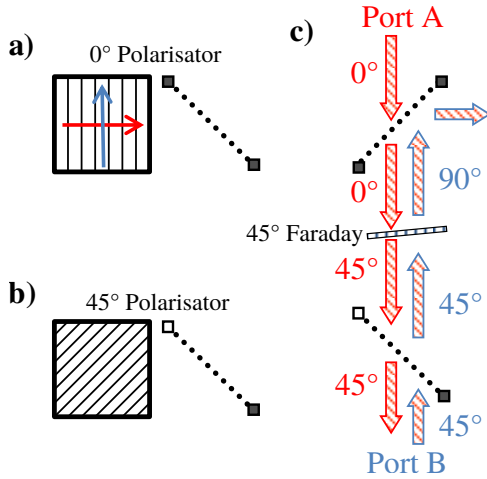 a)
0° Polarisator
b)
45° Polarisator
c)
Port A
0°
0°
90°
45° Faraday
45°
45°
45°
45°
Port B